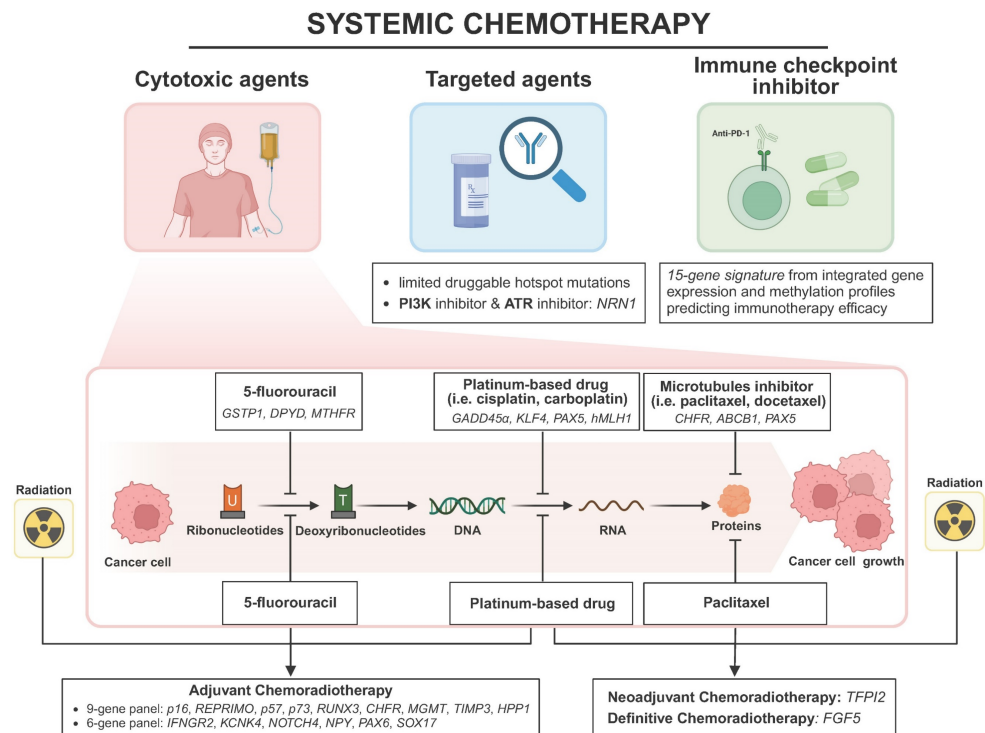 SYSTEMIC CHEMOTHERAPY
Cytotoxic agents
Targeted agents
Immune checkpoint
inhibitor
Rx
Anti-PD-1
• limited druggable hotspot mutations
• PI3K inhibitor & ATR inhibitor: NRN1
15-gene signature from integrated gene
expression and methylation profiles
predicting immunotherapy efficacy
5-fluorouracil
GSTP1, DPYD, MTHFR
Platinum-based drug
(i.e. cisplatin, carboplatin)
GADD45α, KLF4, PAX5, hMLH1
Microtubules inhibitor
(i.e. paclitaxel, docetaxel)
CHFR, ABCB1, PAX5
Radiation
Radiation
U
T
Cancer cell
Ribonucleotides
Deoxyribonucleotides
DNA
RNA
Proteins
Cancer cell growth
5-fluorouracil
Platinum-based drug
Paclitaxel
Adjuvant Chemoradiotherapy
• 9-gene panel: p16, REPRIMO, p57, p73, RUNX3, CHFR, MGMT, TIMP3, HPP1
• 6-gene panel: IFNGR2, KCNK4, NOTCH4, NPY, PAX6, SOX17
Neoadjuvant Chemoradiotherapy: TFPI2
Definitive Chemoradiotherapy: FGF5